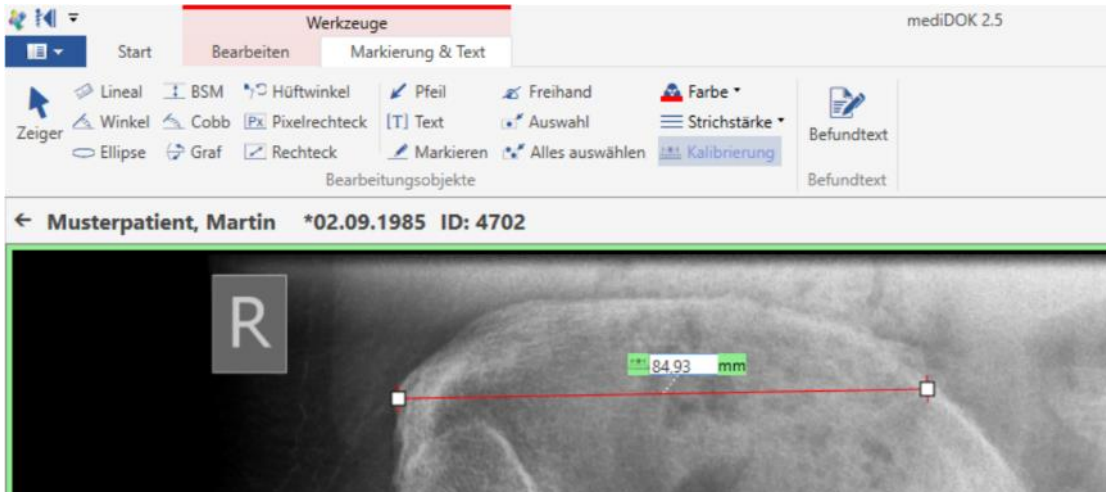 Werkzeuge
mediDOK 2.5
Start Bearbeiten Markierung & Text
Lineal BSM Hüftwinkel Pfeil Freihand Farbe
Zeiger Winkel Cobb Px Pixelrechteck [T] Text Auswahl Strichstärke Befundtext
Ellipse Graf Rechteck Markieren Alles auswählen Kalibrierung
Bearbeitungsobjekte Befundtext
← Musterpatient, Martin *02.09.1985 ID: 4702
R
84.93 mm